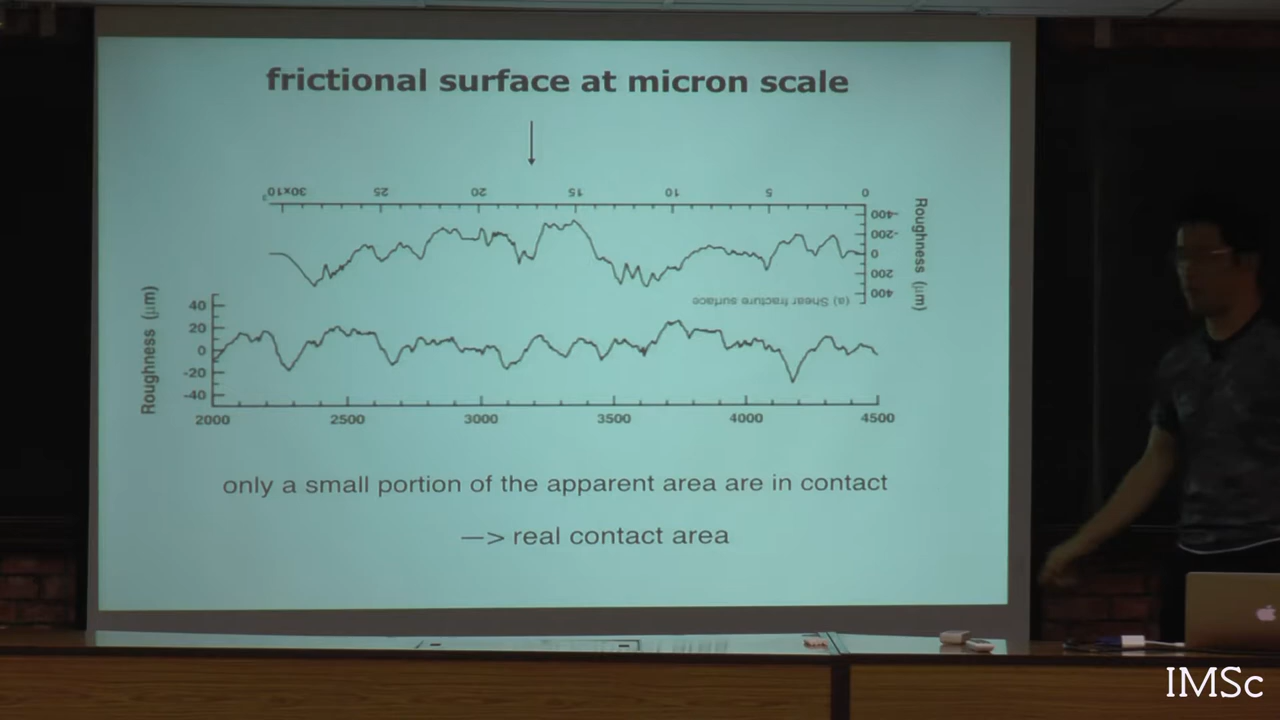 frictional surface at micron scale
30x10³ 25 20 15 10 5 0
-400
-200
0
200
400
Roughness (μm)
(a) Shear fracture surface
Roughness (μm)
40
20
0
-20
-40
2000 2500 3000 3500 4000 4500
only a small portion of the apparent area are in contact
—> real contact area
IMSc